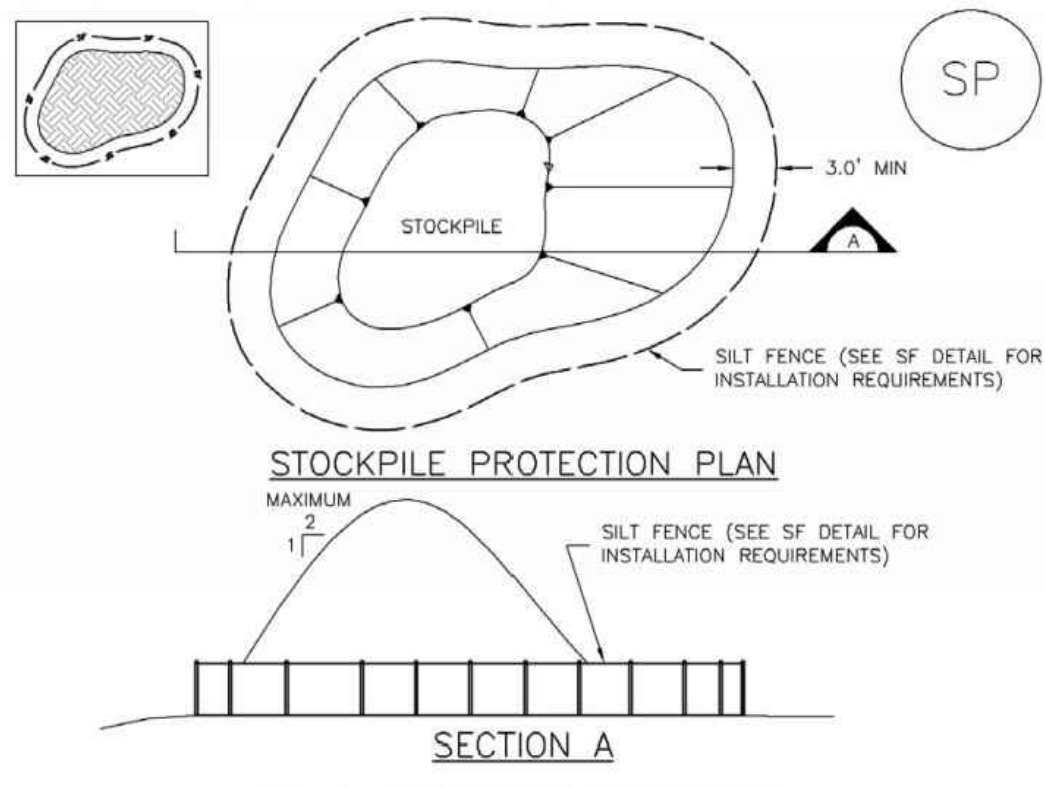 SP
3.0' MIN
STOCKPILE
A
SILT FENCE (SEE SF DETAIL FOR
INSTALLATION REQUIREMENTS)
STOCKPILE PROTECTION PLAN
MAXIMUM
2
1
SILT FENCE (SEE SF DETAIL FOR
INSTALLATION REQUIREMENTS)
SECTION A